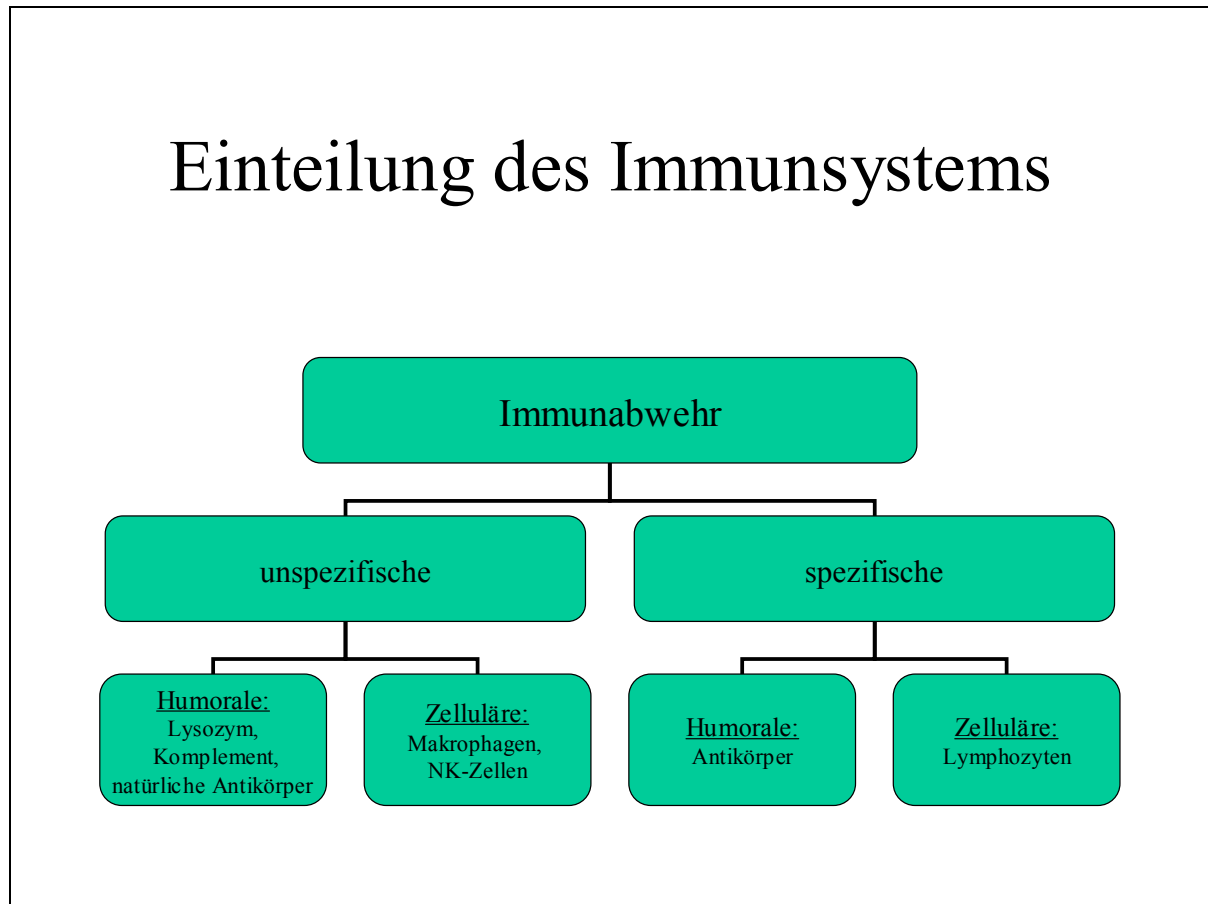 Einteilung des Immunsystems
Immunabwehr
unspezifische
spezifische
Humorale:
Lysozym,
Komplement,
natürliche Antikörper
Zelluläre:
Makrophagen,
NK-Zellen
Humorale:
Antikörper
Zelluläre:
Lymphozyten